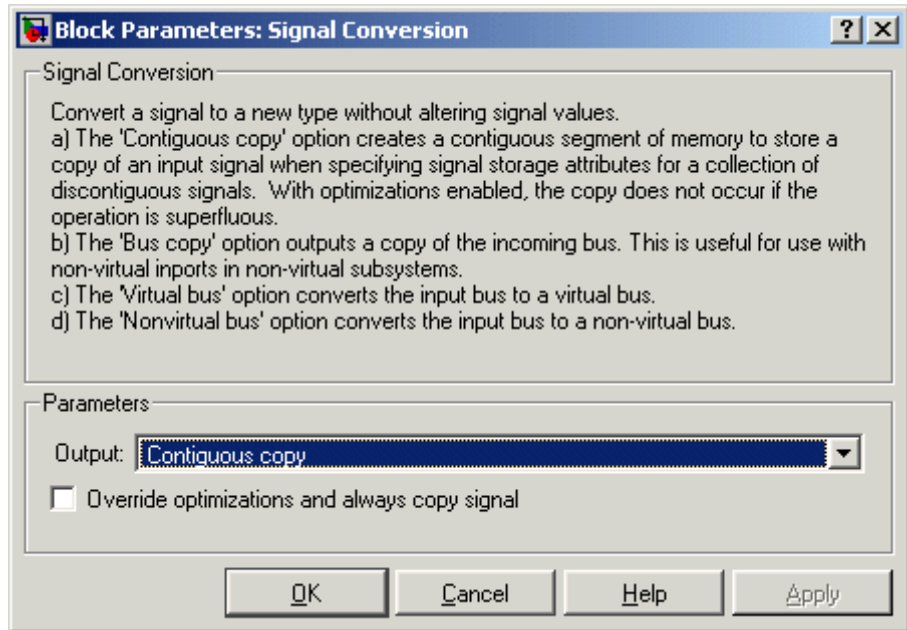 Block Parameters: Signal Conversion
Signal Conversion
Convert a signal to a new type without altering signal values.
a) The 'Contiguous copy' option creates a contiguous segment of memory to store a
copy of an input signal when specifying signal storage attributes for a collection of
discontiguous signals.  With optimizations enabled, the copy does not occur if the
operation is superfluous.
b) The 'Bus copy' option outputs a copy of the incoming bus. This is useful for use with
non-virtual inports in non-virtual subsystems.
c) The 'Virtual bus' option converts the input bus to a virtual bus.
d) The 'Nonvirtual bus' option converts the input bus to a non-virtual bus.
Parameters
Output: Contiguous copy
Override optimizations and always copy signal
OK Cancel Help Apply